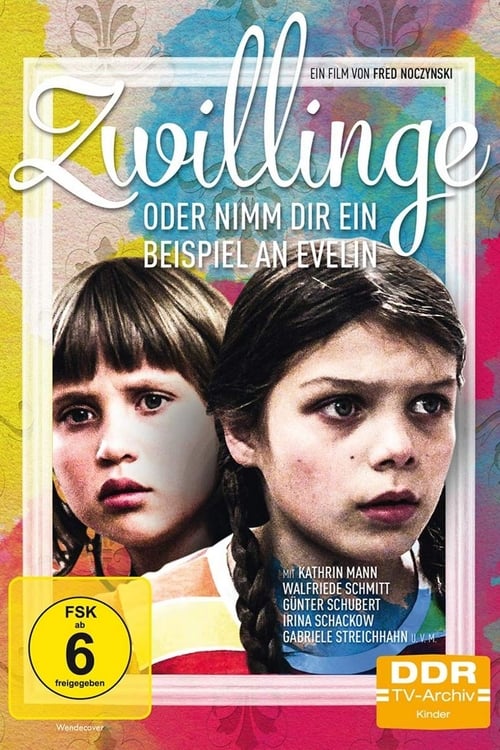 EIN FILM VON FRED NOCZYNSKI
Zwillinge
ODER NIMM DIR EIN
BEISPIEL AN EVELIN
MIT KATHRIN MANN
WALFRIEDE SCHMITT
GÜNTER SCHUBERT
IRINA SCHACKOW
GABRIELE STREICHHAHN U.V.M.
FSK
ab
6
freigegeben
Wendecover
DDR
TV-Archiv
Kinder